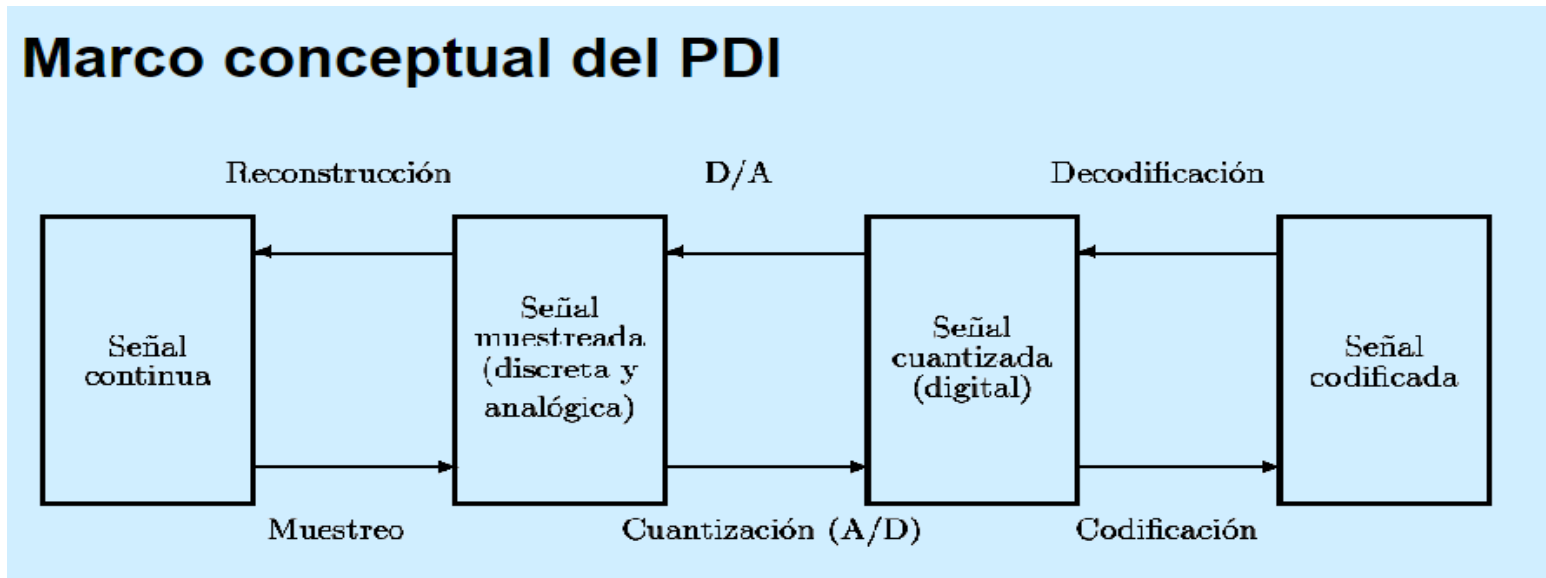 Marco conceptual del PDI
Reconstrucción
D/A
Decodificación
Señal
continua
Señal
muestreada
(discreta y
analógica)
Señal
cuantizada
(digital)
Señal
codificada
Muestreo
Cuantización (A/D)
Codificación